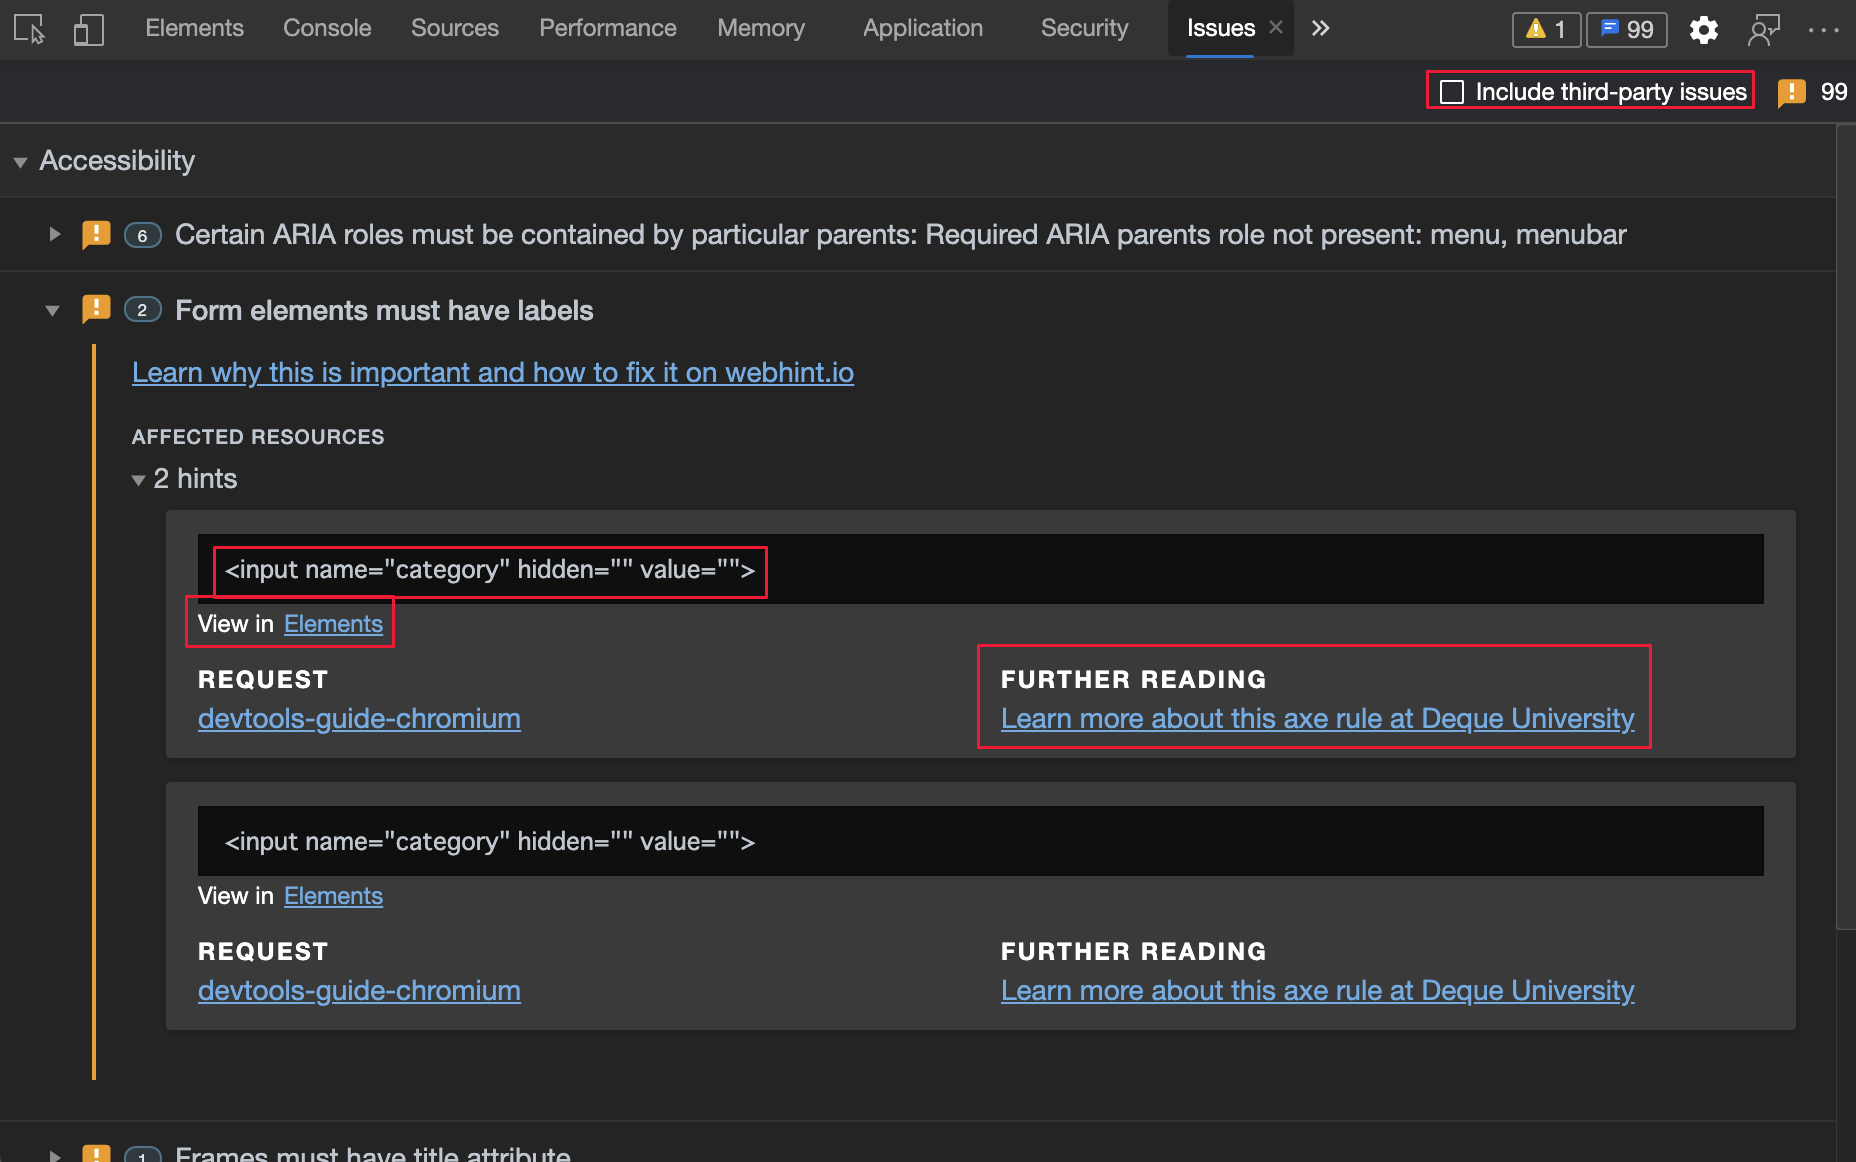 Elements Console Sources Performance Memory Application Security Issues 1 99
Include third-party issues 99
Accessibility
6 Certain ARIA roles must be contained by particular parents: Required ARIA parents role not present: menu, menubar
2 Form elements must have labels
Learn why this is important and how to fix it on webhint.io
AFFECTED RESOURCES
2 hints
<input name="category" hidden="" value="">
View in Elements
REQUEST FURTHER READING
devtools-guide-chromium Learn more about this axe rule at Deque University
<input name="category" hidden="" value="">
View in Elements
REQUEST FURTHER READING
devtools-guide-chromium Learn more about this axe rule at Deque University
1 Frames must have title attribute